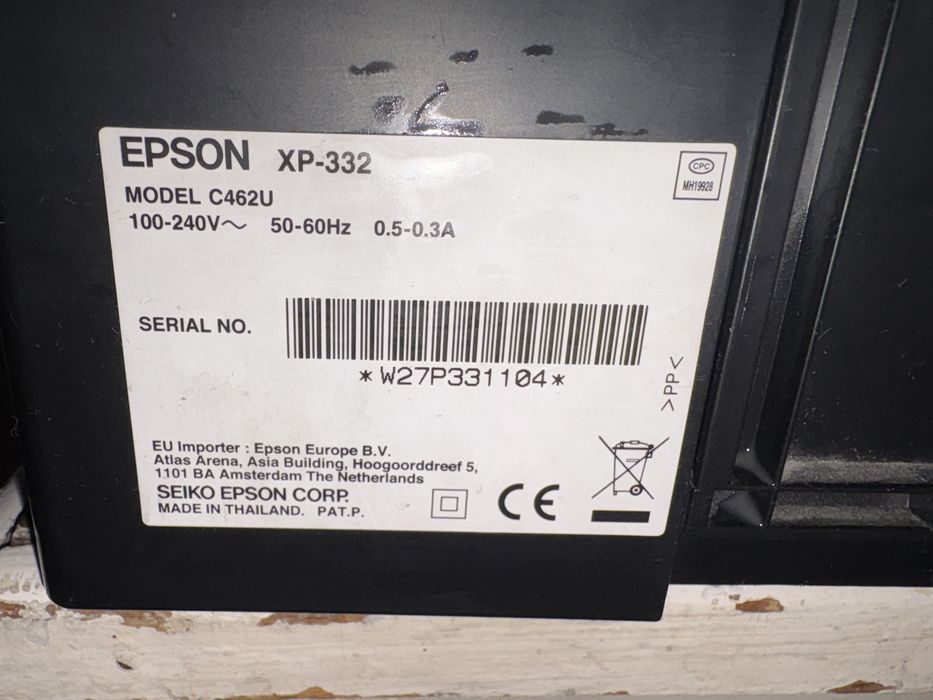 EPSON XP-332
CPC
MH19928
MODEL C462U
100-240V～ 50-60Hz 0.5-0.3A
SERIAL NO.
*W27P331104*
>PP<
EU Importer : Epson Europe B.V.
Atlas Arena, Asia Building, Hoogoorddreef 5,
1101 BA Amsterdam The Netherlands
SEIKO EPSON CORP.
MADE IN THAILAND. PAT.P.
CE